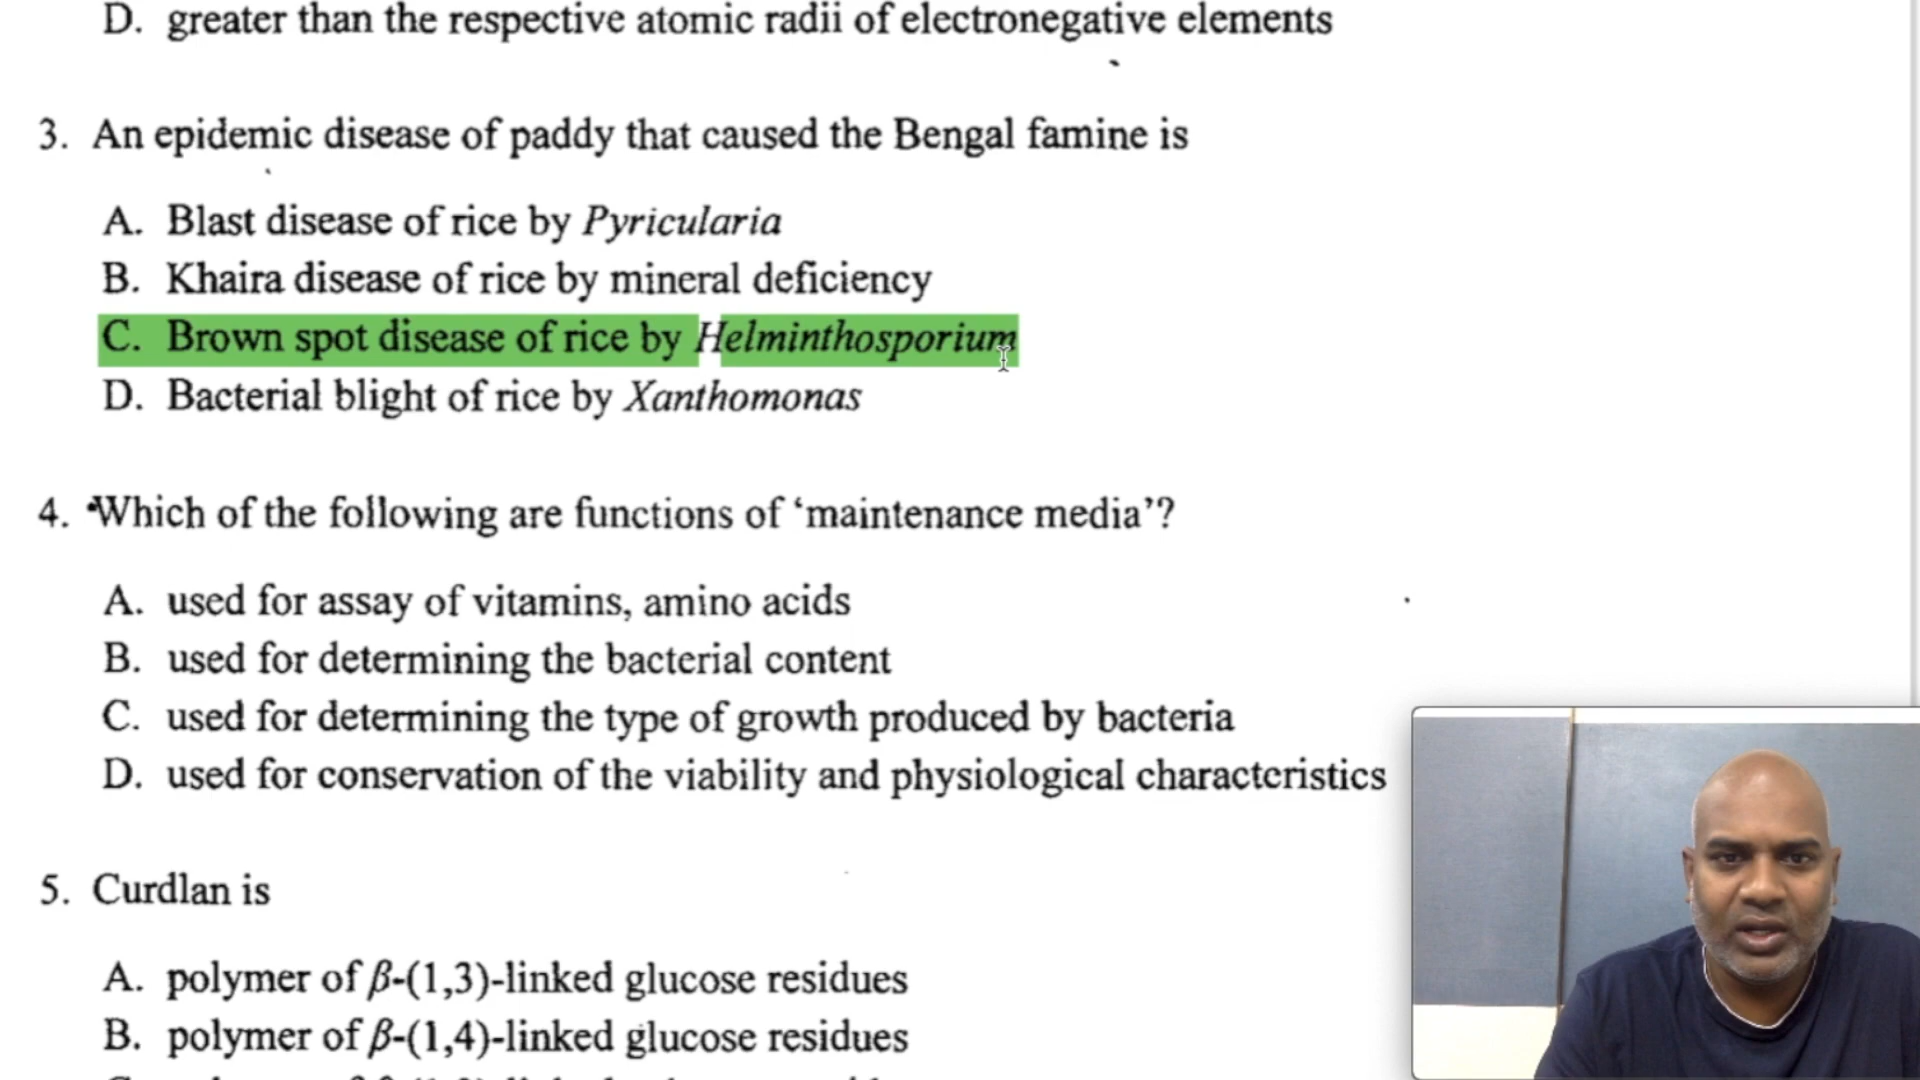 D. greater than the respective atomic radii of electronegative elements
3. An epidemic disease of paddy that caused the Bengal famine is
A. Blast disease of rice by Pyricularia
B. Khaira disease of rice by mineral deficiency
C. Brown spot disease of rice by Helminthosporium
D. Bacterial blight of rice by Xanthomonas
4. Which of the following are functions of ‘maintenance media’?
A. used for assay of vitamins, amino acids
B. used for determining the bacterial content
C. used for determining the type of growth produced by bacteria
D. used for conservation of the viability and physiological characteristics
5. Curdlan is
A. polymer of β-(1,3)-linked glucose residues
B. polymer of β-(1,4)-linked glucose residues